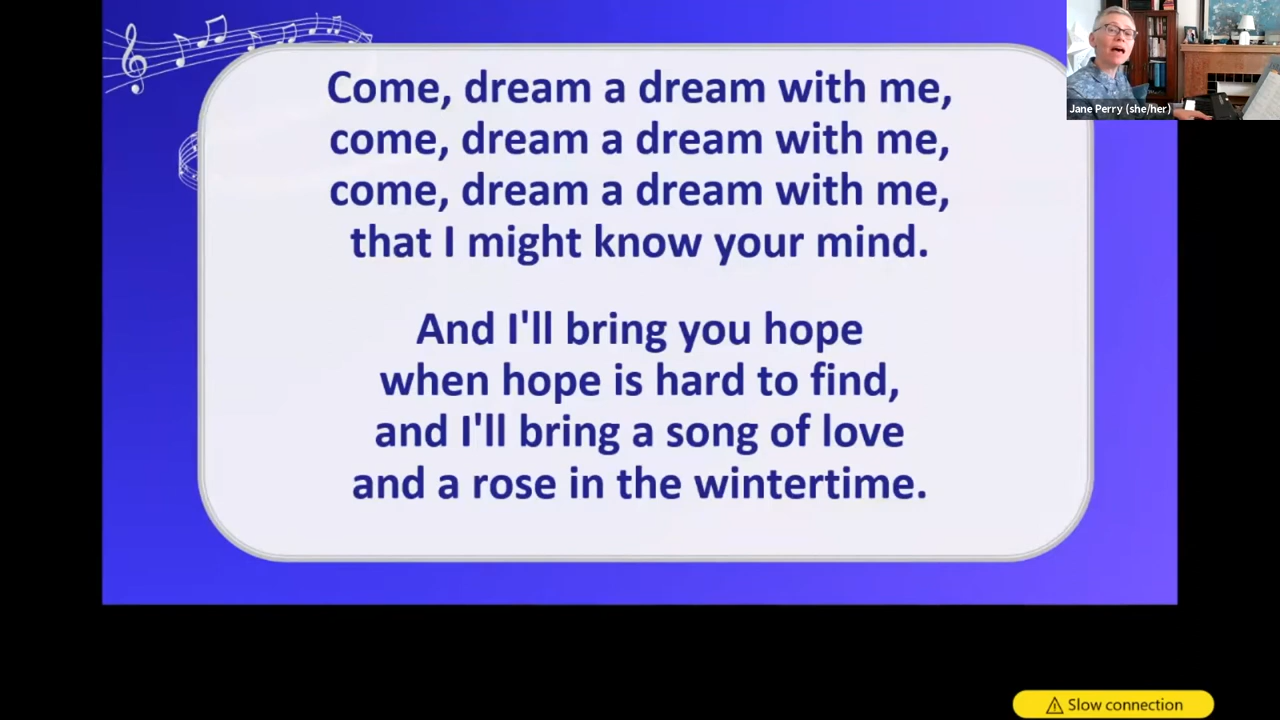 Come, dream a dream with me,
come, dream a dream with me,
come, dream a dream with me,
that I might know your mind.
And I'll bring you hope
when hope is hard to find,
and I'll bring a song of love
and a rose in the wintertime.
Jane Perry (she/her)
Slow connection